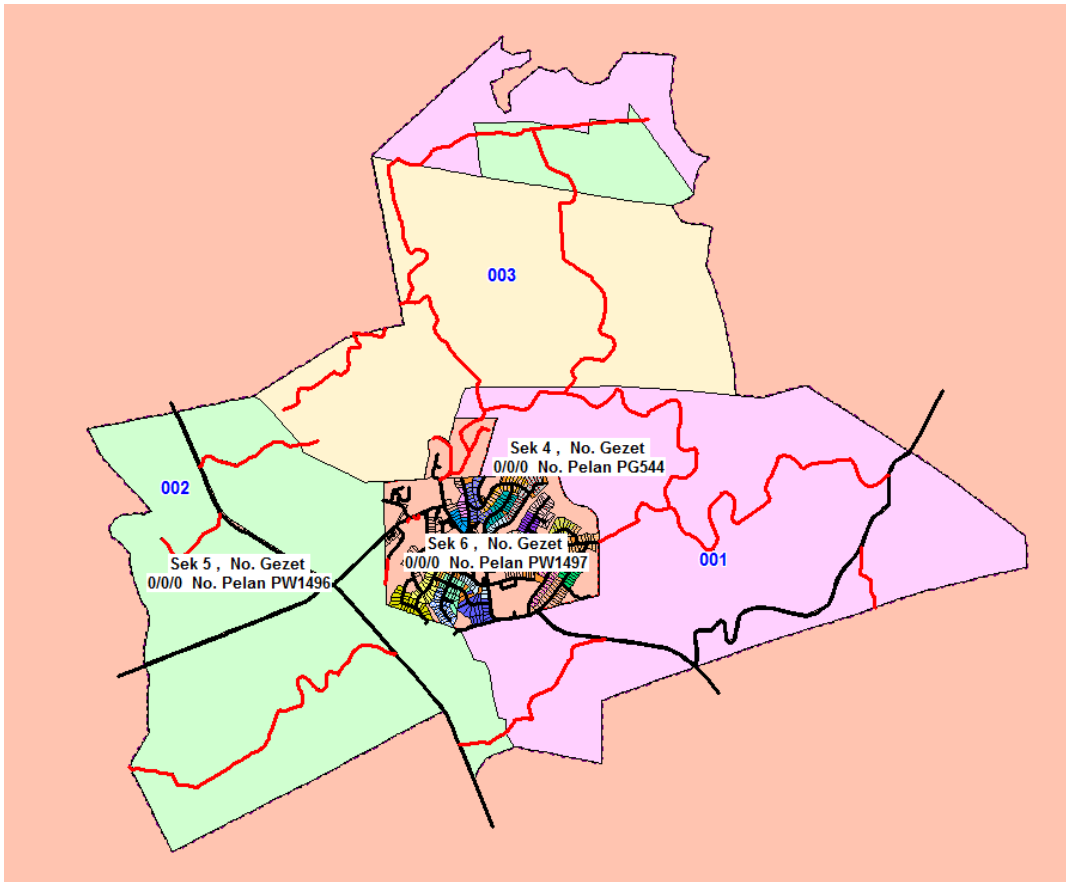 003
Sek 4 , No. Gezet
0/0/0 No. Pelan PG544
002
Sek 6 , No. Gezet
0/0/0 No. Pelan PW1497
001
Sek 5 , No. Gezet
0/0/0 No. Pelan PW1496